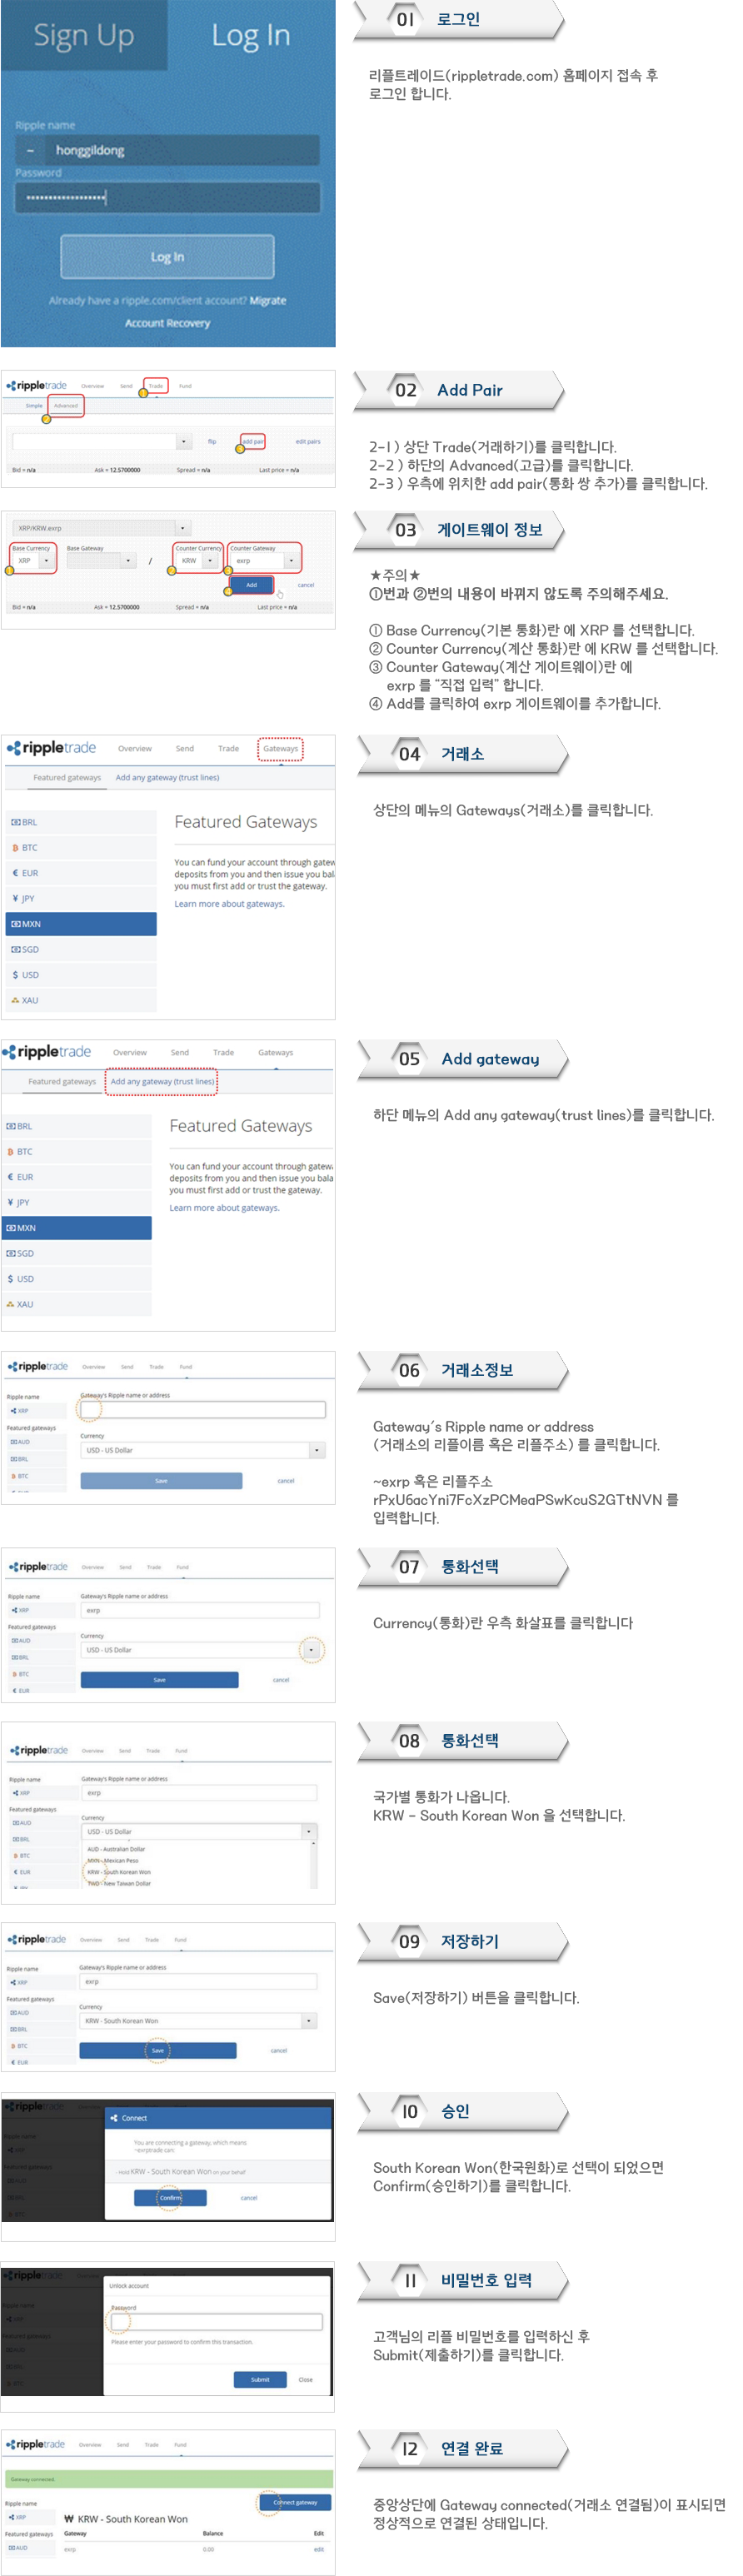 Sign Up
Log In
Ripple name
~ honggildong
Password
Log In
Already have a ripple.com/client account? Migrate
Account Recovery
01 로그인
리플트레이드(rippletrade.com) 홈페이지 접속 후
로그인 합니다.
rippletrade Overview Send Trade Fund
Simple Advanced
flip add pair edit pairs
Bid = n/a Ask = 12.5700000 Spread = n/a Last price = n/a
02 Add Pair
2-1 ) 상단 Trade(거래하기)를 클릭합니다.
2-2 ) 하단의 Advanced(고급)를 클릭합니다.
2-3 ) 우측에 위치한 add pair(통화 쌍 추가)를 클릭합니다.
XRP/KRW.exrp
Base Currency Base Gateway Counter Currency Counter Gateway
XRP / KRW exrp
Add cancel
Bid = n/a Ask = 12.5700000 Spread = n/a Last price = n/a
03 게이트웨이 정보
★주의★
①번과 ②번의 내용이 바뀌지 않도록 주의해주세요.
① Base Currency(기본 통화)란 에 XRP 를 선택합니다.
② Counter Currency(계산 통화)란 에 KRW 를 선택합니다.
③ Counter Gateway(계산 게이트웨이)란 에
exrp 를 “직접 입력” 합니다.
④ Add를 클릭하여 exrp 게이트웨이를 추가합니다.
rippletrade Overview Send Trade Gateways
Featured gateways Add any gateway (trust lines)
BRL
BTC
€ EUR
¥ JPY
MXN
SGD
$ USD
XAU
Featured Gateways
You can fund your account through gatew
deposits from you and then issue you bal
you must first add or trust the gateway.
Learn more about gateways.
04 거래소
상단의 메뉴의 Gateways(거래소)를 클릭합니다.
rippletrade Overview Send Trade Gateways
Featured gateways Add any gateway (trust lines)
BRL
BTC
€ EUR
¥ JPY
MXN
SGD
$ USD
XAU
Featured Gateways
You can fund your account through gatew
deposits from you and then issue you bala
you must first add or trust the gateway.
Learn more about gateways.
05 Add gateway
하단 메뉴의 Add any gateway(trust lines)를 클릭합니다.
rippletrade Overview Send Trade Fund
Ripple name
XRP
Featured gateways
AUD
BRL
BTC
Gateway's Ripple name or address
Currency
USD - US Dollar
Save cancel
06 거래소정보
Gateway's Ripple name or address
(거래소의 리플이름 혹은 리플주소) 를 클릭합니다.
~exrp 혹은 리플주소
rPxU6acYni7FcXzPCMeaPSwKcuS2GTtNVN 를
입력합니다.
rippletrade Overview Send Trade Fund
Ripple name
XRP
Featured gateways
AUD
BRL
BTC
€ EUR
Gateway's Ripple name or address
exrp
Currency
USD - US Dollar
Save cancel
07 통화선택
Currency(통화)란 우측 화살표를 클릭합니다
rippletrade Overview Send Trade Fund
Ripple name
XRP
Featured gateways
AUD
BRL
BTC
€ EUR
Gateway's Ripple name or address
exrp
Currency
USD - US Dollar
AUD - Australian Dollar
MXN - Mexican Peso
KRW - South Korean Won
TWD - New Taiwan Dollar
08 통화선택
국가별 통화가 나옵니다.
KRW - South Korean Won 을 선택합니다.
rippletrade Overview Send Trade Fund
Ripple name
XRP
Featured gateways
AUD
BRL
BTC
€ EUR
Gateway's Ripple name or address
exrp
Currency
KRW - South Korean Won
Save cancel
09 저장하기
Save(저장하기) 버튼을 클릭합니다.
Connect
You are connecting a gateway, which means
~exrptrade can:
- Hold KRW - South Korean Won on your behalf
Confirm cancel
10 승인
South Korean Won(한국원화)로 선택이 되었으면
Confirm(승인하기)를 클릭합니다.
Unlock account
Password
Please enter your password to confirm this transaction.
Submit Close
11 비밀번호 입력
고객님의 리플 비밀번호를 입력하신 후
Submit(제출하기)를 클릭합니다.
rippletrade Overview Send Trade Fund
Gateway connected.
Connect gateway
Ripple name
XRP
Featured gateways
AUD
₩ KRW - South Korean Won
Gateway Balance Edit
exrp 0.00 edit
12 연결 완료
중앙상단에 Gateway connected(거래소 연결됨)이 표시되면
정상적으로 연결된 상태입니다.